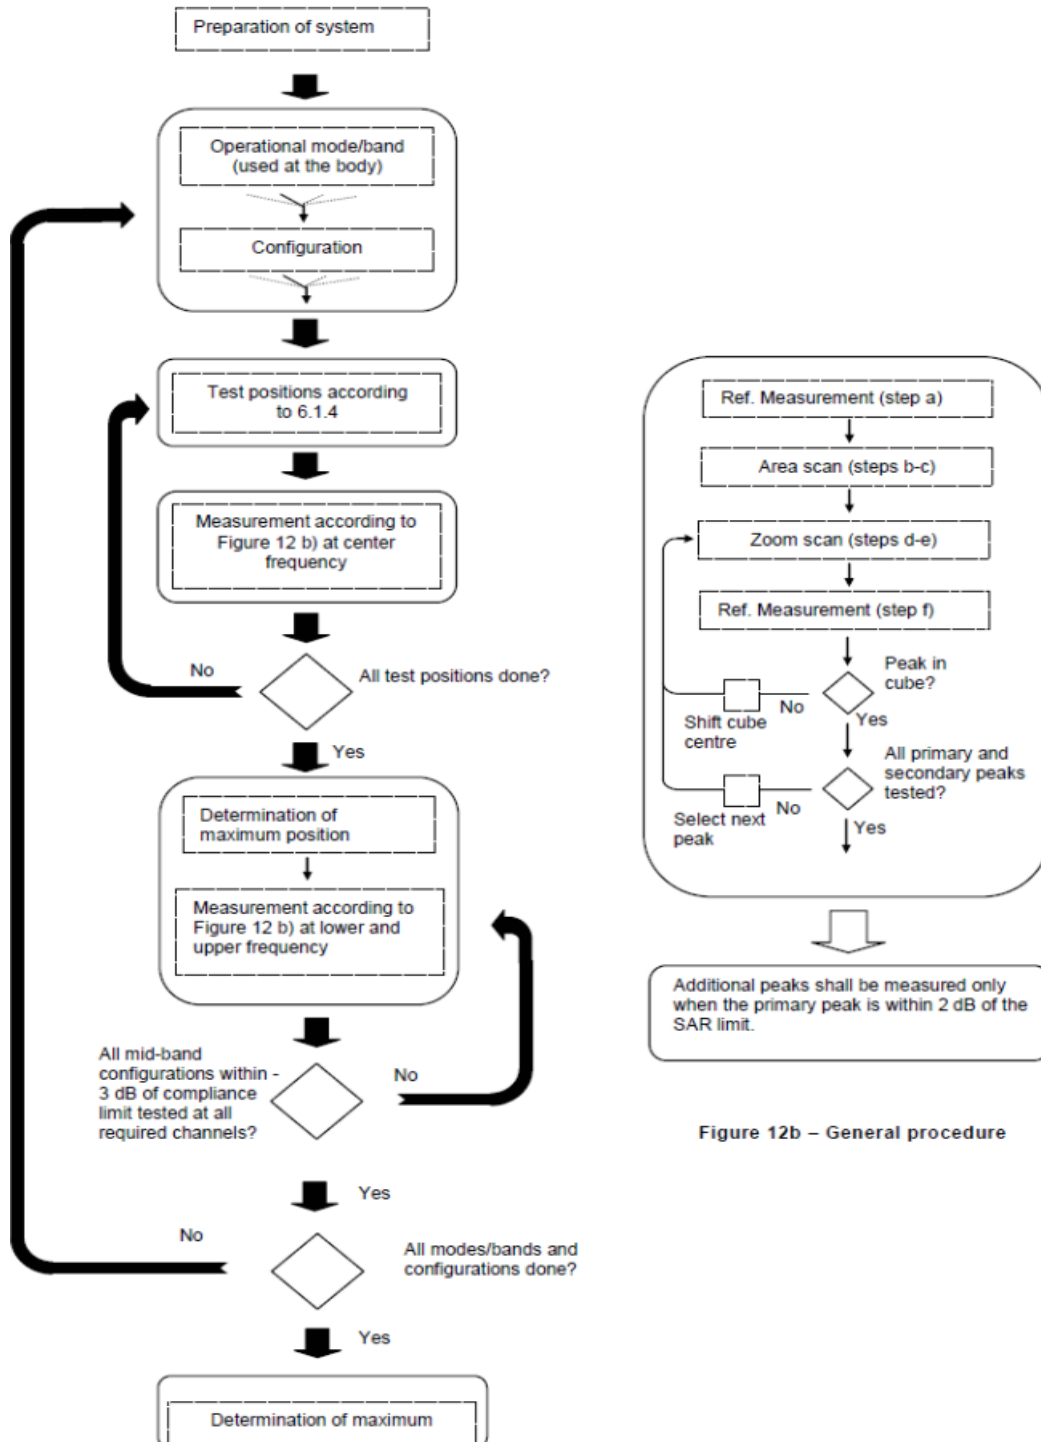 Preparation of system
Operational mode/band
(used at the body)
Configuration
Test positions according
to 6.1.4
Measurement according to
Figure 12 b) at center
frequency
No
All test positions done?
Yes
Determination of
maximum position
Measurement according to
Figure 12 b) at lower and
upper frequency
All mid-band
configurations within -
3 dB of compliance
limit tested at all
required channels?
No
Yes
No
All modes/bands and
configurations done?
Yes
Determination of maximum
Ref. Measurement (step a)
Area scan (steps b-c)
Zoom scan (steps d-e)
Ref. Measurement (step f)
Peak in
cube?
No
Yes
Shift cube
centre
All primary and
secondary peaks
tested?
No
Select next
peak
Yes
Additional peaks shall be measured only
when the primary peak is within 2 dB of the
SAR limit.
Figure 12b – General procedure